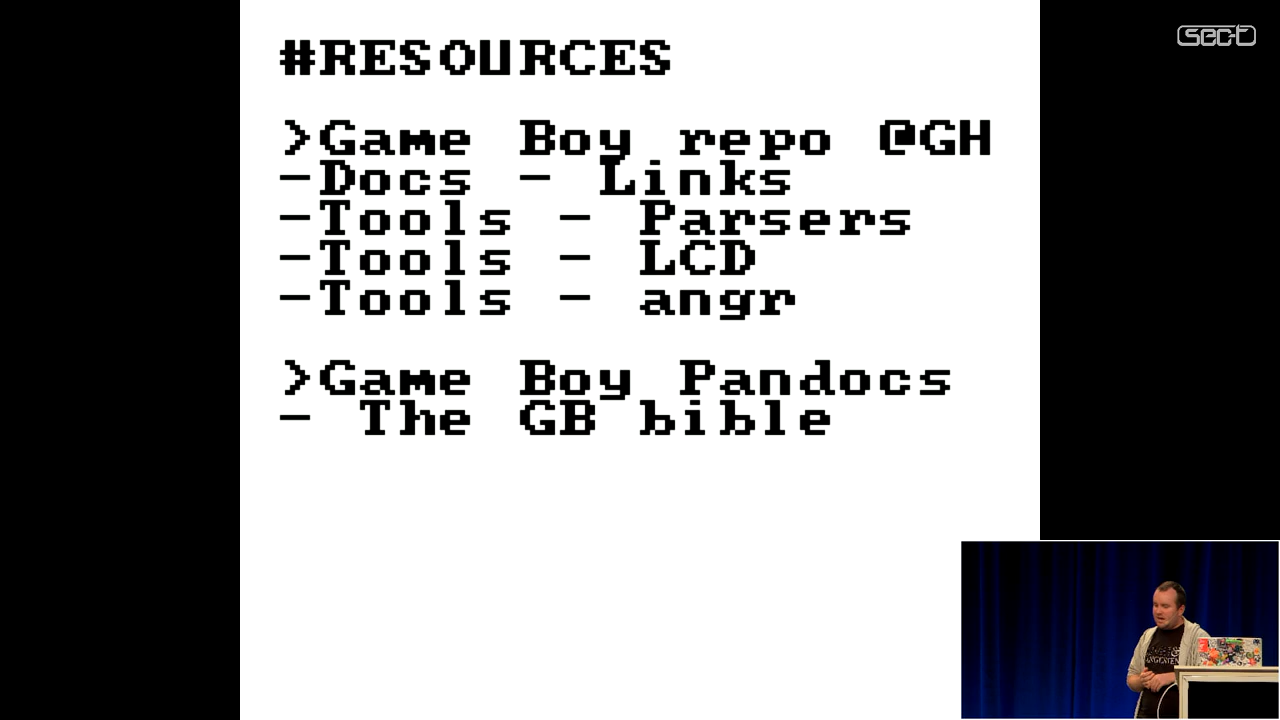 #RESOURCES
>Game Boy repo @GH
-Docs - Links
-Tools - Parsers
-Tools - LCD
-Tools - angr
>Game Boy Pandocs
- The GB bible
sec-t